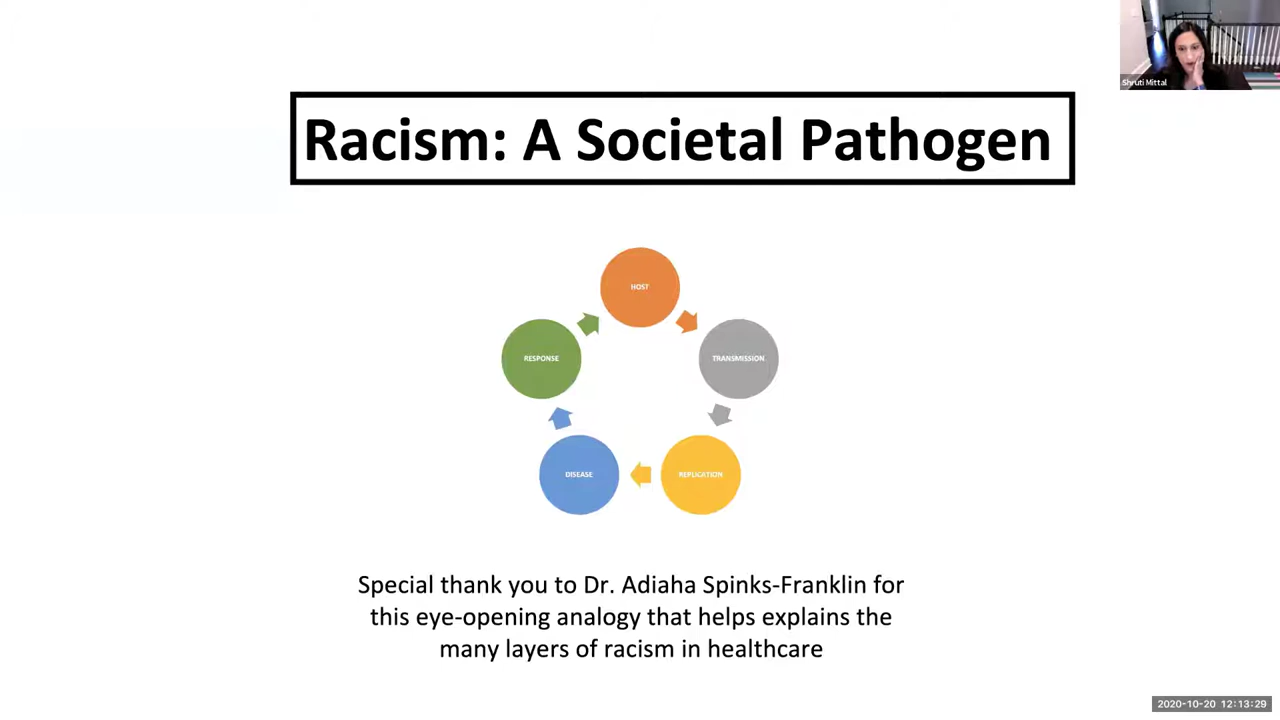 Shruti Mittal
Racism: A Societal Pathogen
HOST
RESPONSE
TRANSMISSION
DISEASE
REPLICATION
Special thank you to Dr. Adiaha Spinks-Franklin for
this eye-opening analogy that helps explains the
many layers of racism in healthcare
2020-10-20 12:13:29